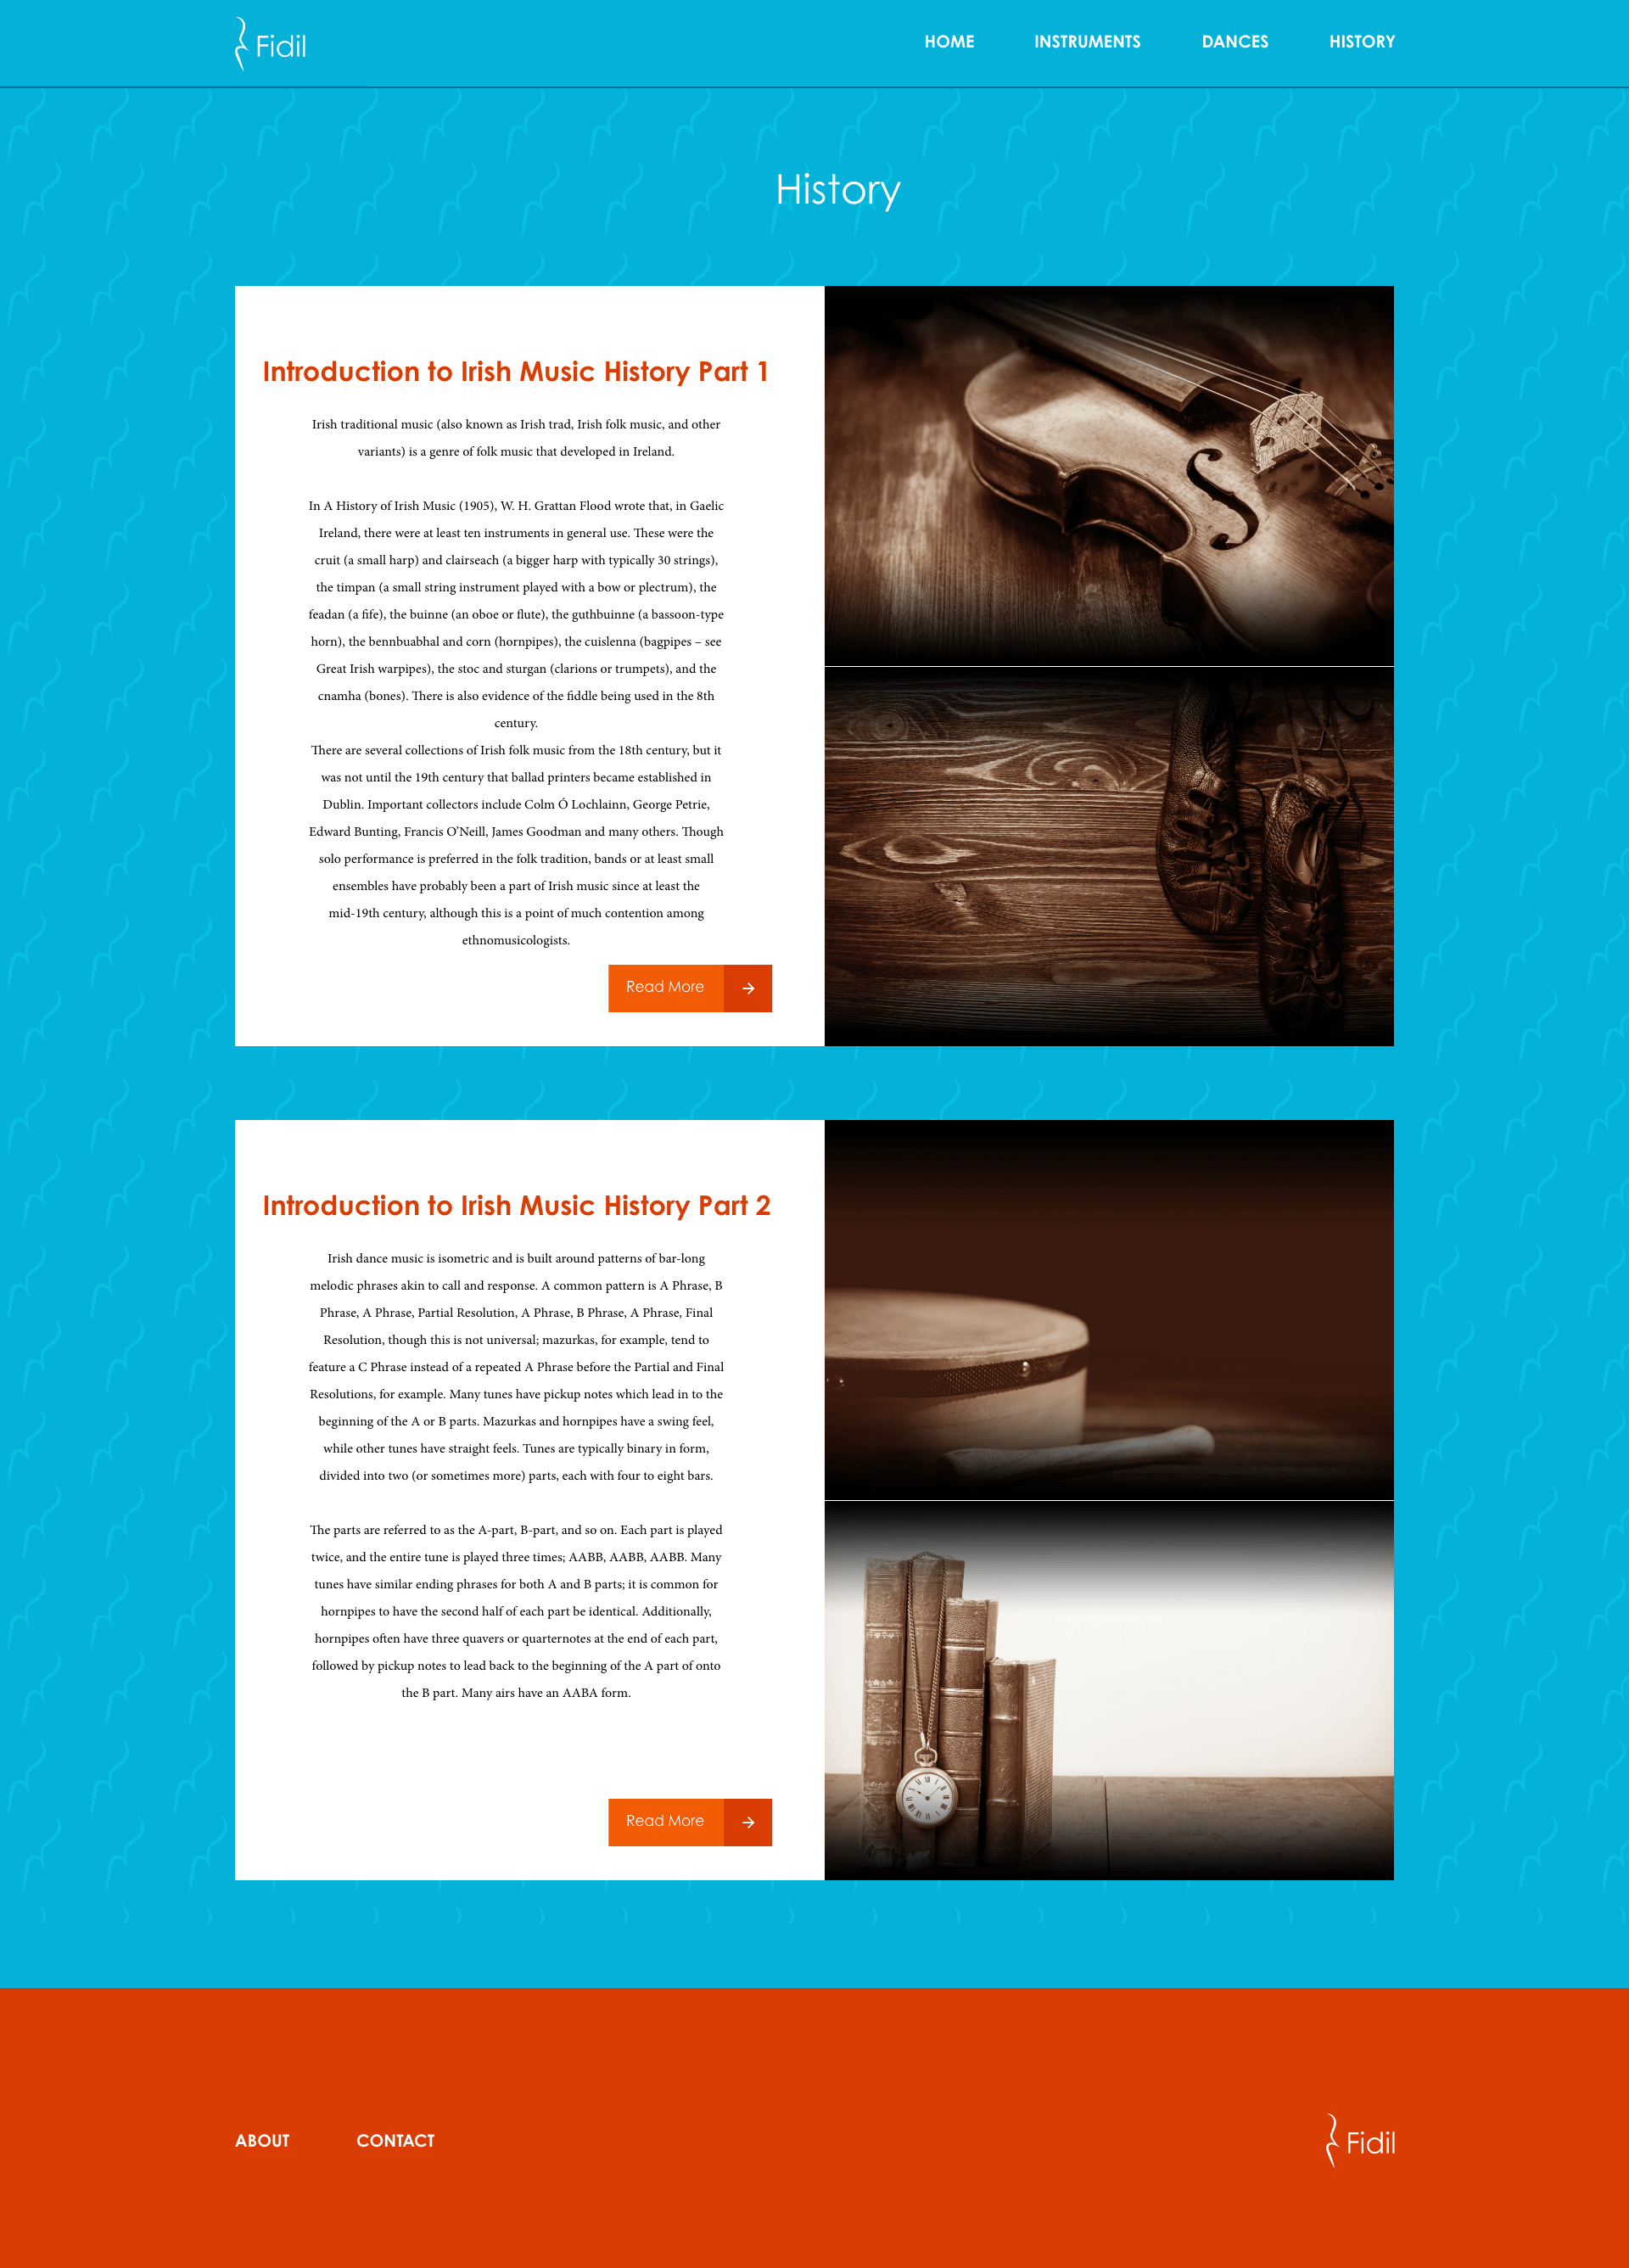 Fidil
HOME INSTRUMENTS DANCES HISTORY
History
Introduction to Irish Music History Part 1
Irish traditional music (also known as Irish trad, Irish folk music, and other
variants) is a genre of folk music that developed in Ireland.
In A History of Irish Music (1905), W. H. Grattan Flood wrote that, in Gaelic
Ireland, there were at least ten instruments in general use. These were the
cruit (a small harp) and clairseach (a bigger harp with typically 30 strings),
the timpan (a small string instrument played with a bow or plectrum), the
feadan (a fife), the buinne (an oboe or flute), the guthbuinne (a bassoon-type
horn), the bennbuabhal and corn (hornpipes), the cuislenna (bagpipes – see
Great Irish warpipes), the stoc and sturgan (clarions or trumpets), and the
cnamha (bones). There is also evidence of the fiddle being used in the 8th
century.
There are several collections of Irish folk music from the 18th century, but it
was not until the 19th century that ballad printers became established in
Dublin. Important collectors include Colm Ó Lochlainn, George Petrie,
Edward Bunting, Francis O'Neill, James Goodman and many others. Though
solo performance is preferred in the folk tradition, bands or at least small
ensembles have probably been a part of Irish music since at least the
mid-19th century, although this is a point of much contention among
ethnomusicologists.
Read More
Introduction to Irish Music History Part 2
Irish dance music is isometric and is built around patterns of bar-long
melodic phrases akin to call and response. A common pattern is A Phrase, B
Phrase, A Phrase, Partial Resolution, A Phrase, B Phrase, A Phrase, Final
Resolution, though this is not universal; mazurkas, for example, tend to
feature a C Phrase instead of a repeated A Phrase before the Partial and Final
Resolutions, for example. Many tunes have pickup notes which lead in to the
beginning of the A or B parts. Mazurkas and hornpipes have a swing feel,
while other tunes have straight feels. Tunes are typically binary in form,
divided into two (or sometimes more) parts, each with four to eight bars.
The parts are referred to as the A-part, B-part, and so on. Each part is played
twice, and the entire tune is played three times; AABB, AABB, AABB. Many
tunes have similar ending phrases for both A and B parts; it is common for
hornpipes to have the second half of each part be identical. Additionally,
hornpipes often have three quavers or quarternotes at the end of each part,
followed by pickup notes to lead back to the beginning of the A part of onto
the B part. Many airs have an AABA form.
Read More
ABOUT CONTACT
Fidil